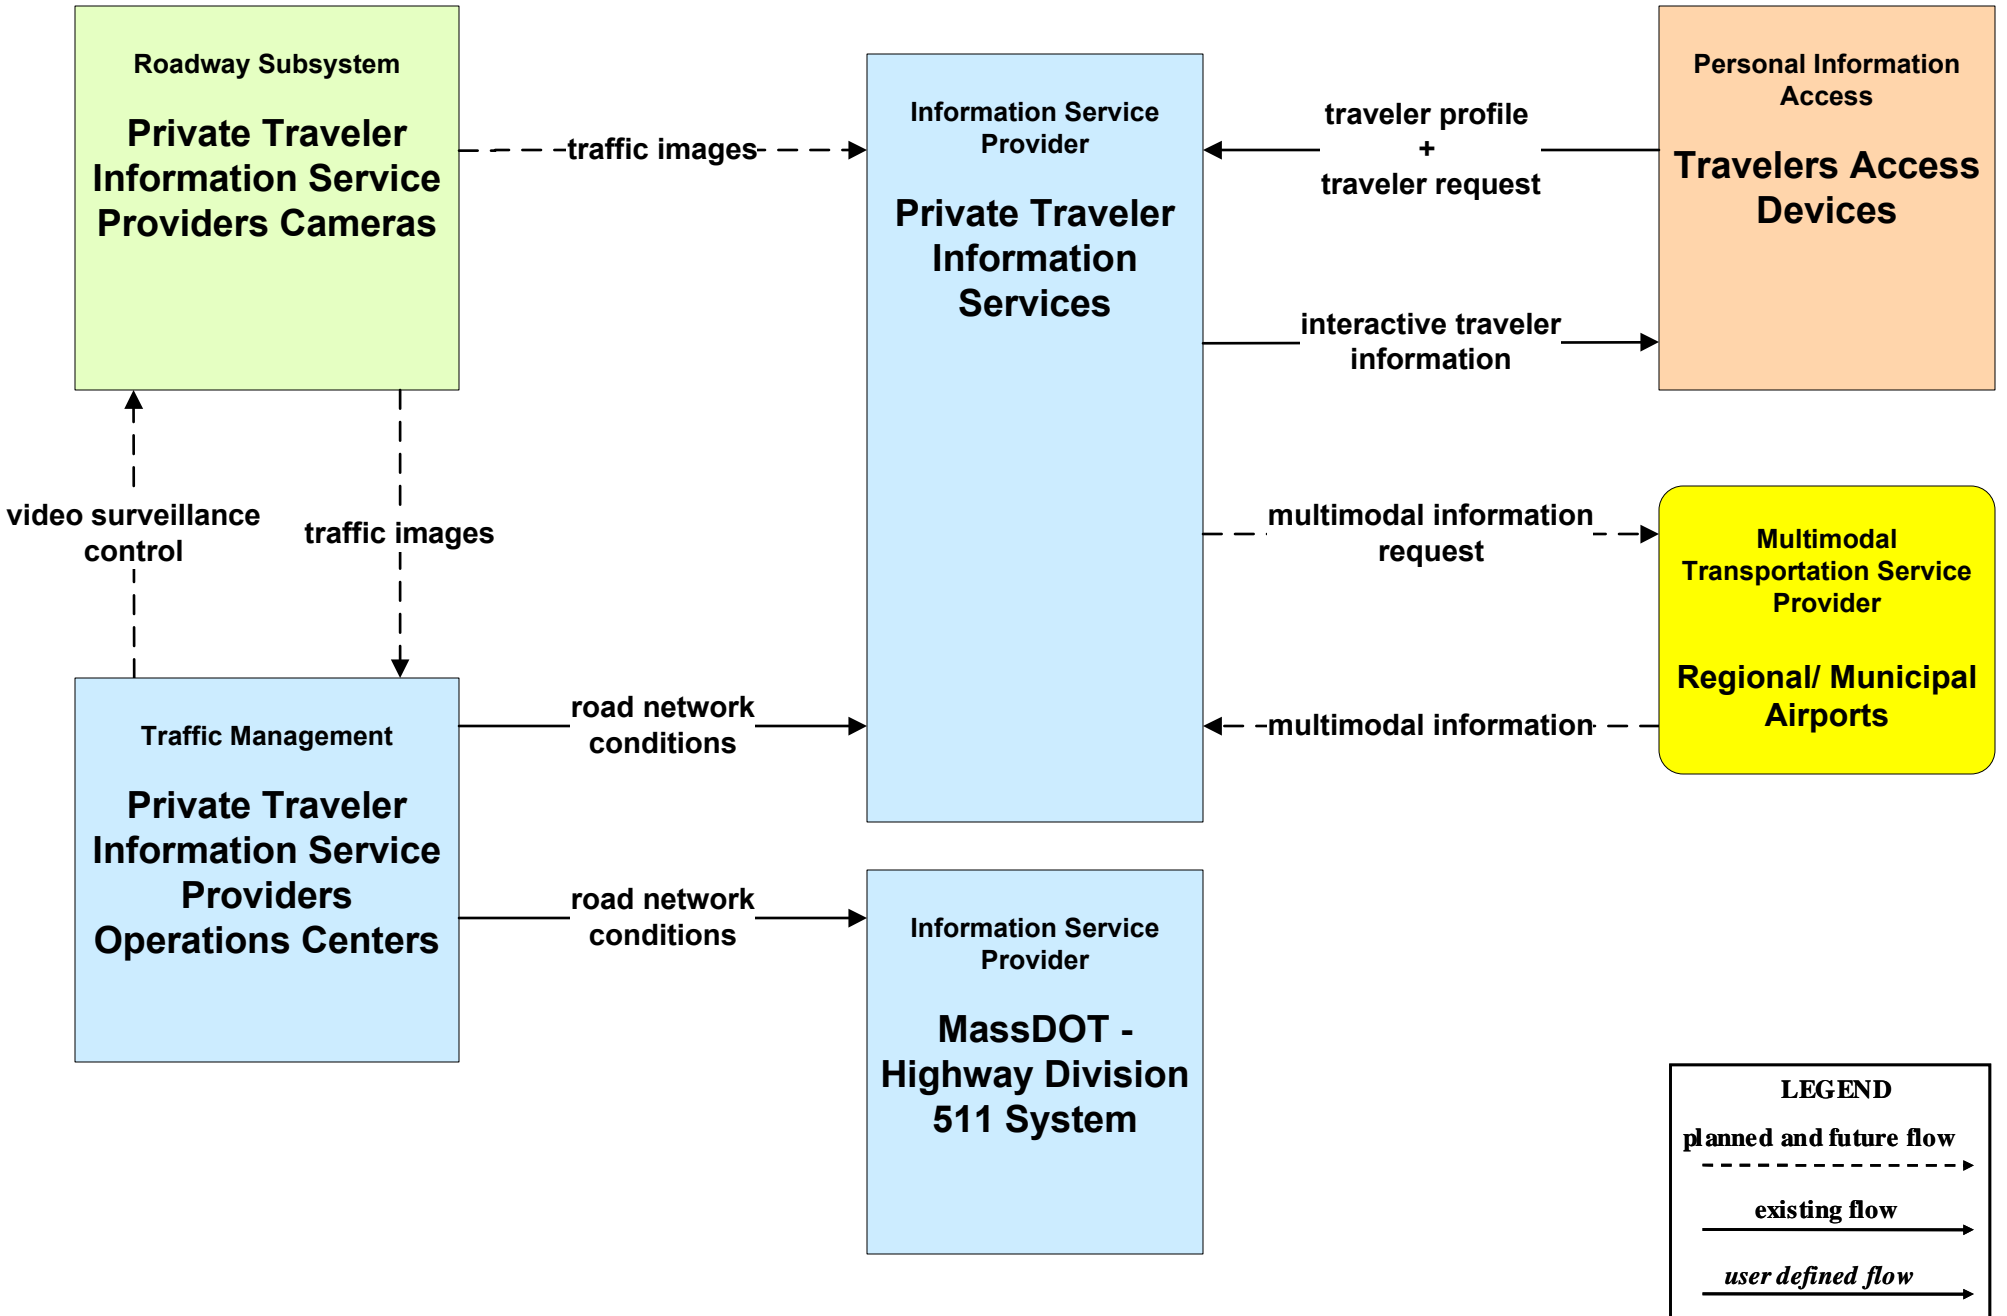 Roadway Subsystem
Private Traveler
Information Service
Providers Cameras
traffic images
Information Service
Provider
Private Traveler
Information
Services
traveler profile
+
traveler request
Personal Information
Access
Travelers Access
Devices
interactive traveler
information
video surveillance
control
traffic images
multimodal information
request
Multimodal
Transportation Service
Provider
Regional/ Municipal
Airports
multimodal information
Traffic Management
Private Traveler
Information Service
Providers
Operations Centers
road network
conditions
road network
conditions
Information Service
Provider
MassDOT -
Highway Division
511 System
LEGEND
planned and future flow
existing flow
user defined flow